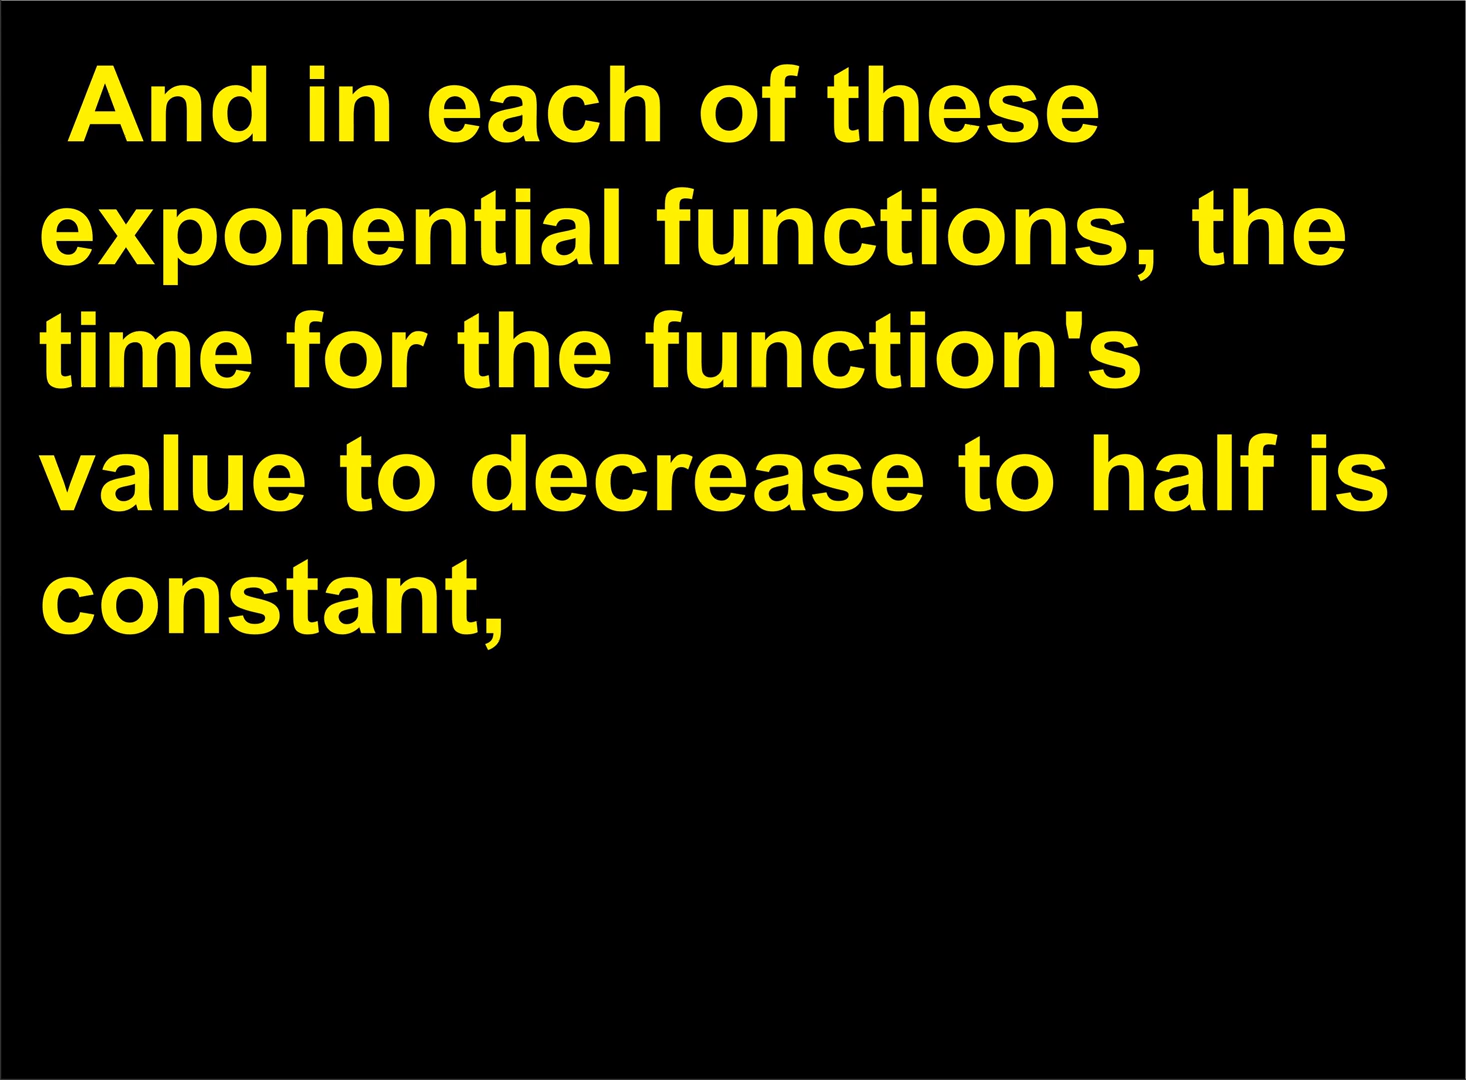 And in each of these
exponential functions, the
time for the function's
value to decrease to half is
constant,